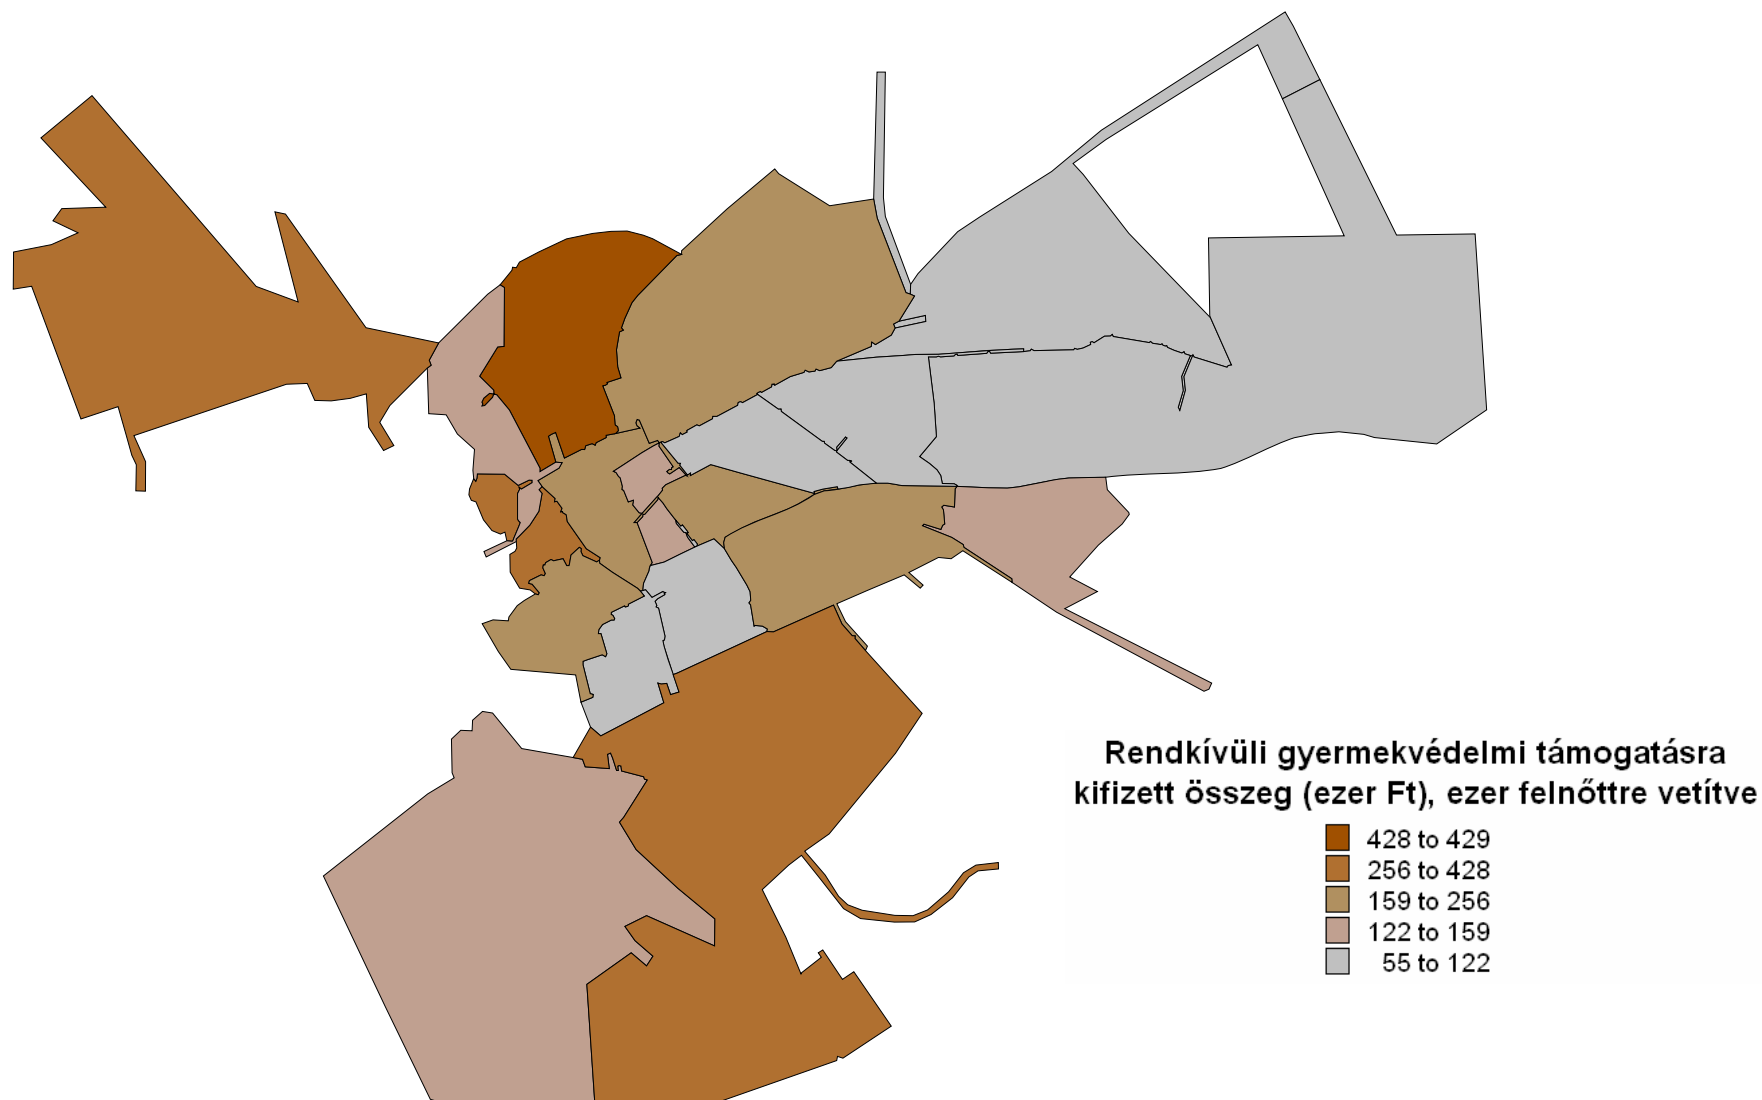 Rendkívüli gyermekvédelmi támogatásra
kifizett összeg (ezer Ft), ezer felnőttre vetítve
428 to 429
256 to 428
159 to 256
122 to 159
55 to 122